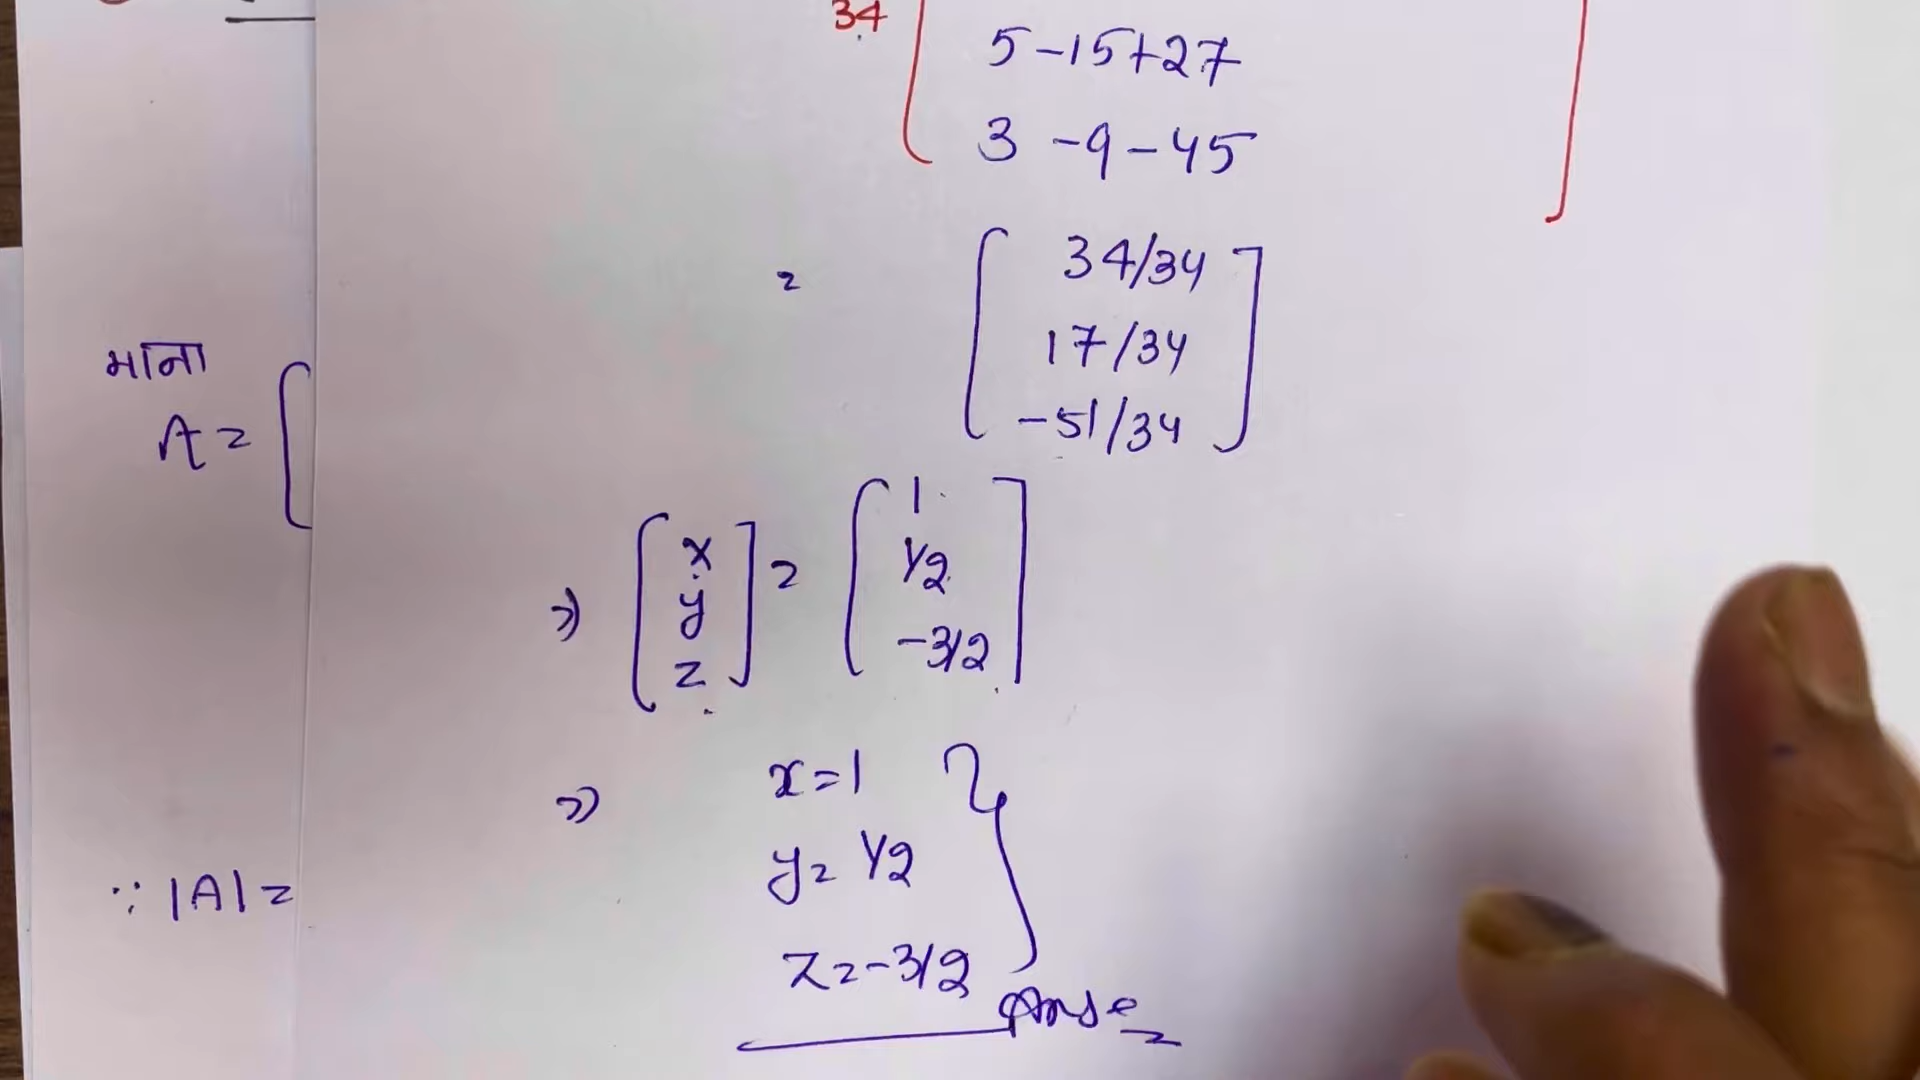 34
5-15+27
3 -9-45
= [ 34/34
17/34
-51/34 ]
माना
A = [
⇒ [ x y z ] = [ 1 1/2 -3/2 ]
⇒ x=1
y= 1/2
∵ |A| =
z=-3/2